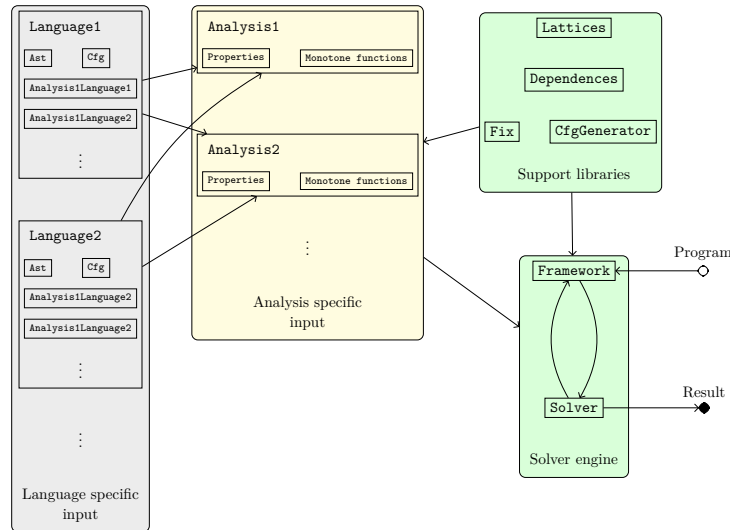 Language1
Ast Cfg
Analysis1Language1
Analysis1Language2
⋮
Language2
Ast Cfg
Analysis1Language2
Analysis1Language2
⋮
⋮
Language specific
input
Analysis1
Properties Monotone functions
Analysis2
Properties Monotone functions
⋮
Analysis specific
input
Lattices
Dependences
Fix CfgGenerator
Support libraries
Framework
Program
Solver
Result
Solver engine